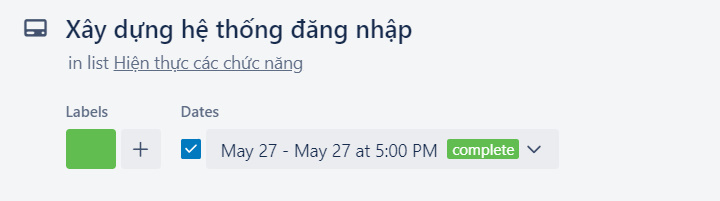 Xây dựng hệ thống đăng nhập
in list Hiện thực các chức năng
Labels Dates
May 27 - May 27 at 5:00 PM complete